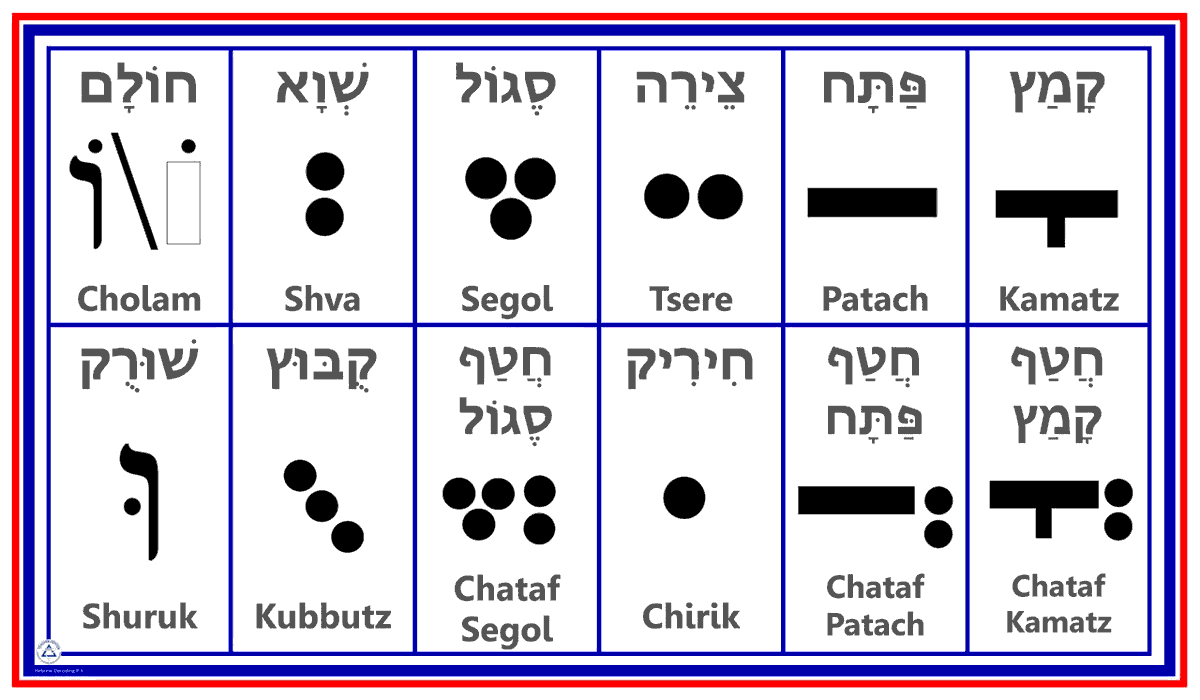 קָמַץ
Kamatz
פַּתָּח
Patach
צֵירֵה
Tsere
סֶגוֹל
Segol
שְׁוָא
Shva
חוֹלָם
Cholam
חֲטַף
קָמַץ
Chataf
Kamatz
חֲטַף
פַּתָּח
Chataf
Patach
חִירִיק
Chirik
חֲטַף
סֶגוֹל
Chataf
Segol
קֻבּוּץ
Kubbutz
שׁוּרֻק
Shuruk